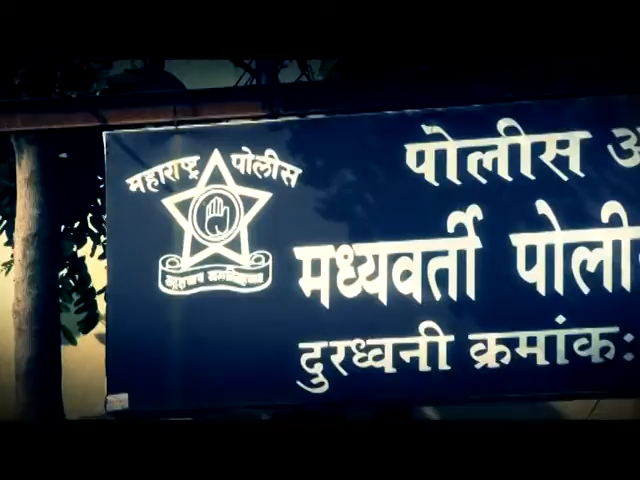 महाराष्ट्र पोलीस
पोलीस
मध्यवर्ती पोली
दुरध्वनी क्रमांक: